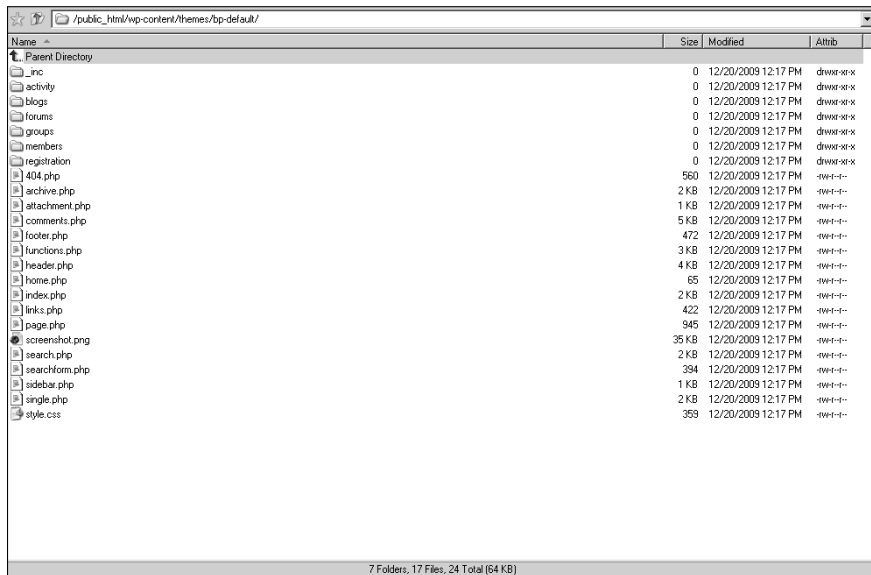 /public_html/wp-content/themes/bp-default/
Name Size Modified Attrib
Parent Directory
_inc 0 12/20/2009 12:17 PM drwxr-xr-x
activity 0 12/20/2009 12:17 PM drwxr-xr-x
blogs 0 12/20/2009 12:17 PM drwxr-xr-x
forums 0 12/20/2009 12:17 PM drwxr-xr-x
groups 0 12/20/2009 12:17 PM drwxr-xr-x
members 0 12/20/2009 12:17 PM drwxr-xr-x
registration 0 12/20/2009 12:17 PM drwxr-xr-x
404.php 560 12/20/2009 12:17 PM -rw-r--r--
archive.php 2 KB 12/20/2009 12:17 PM -rw-r--r--
attachment.php 1 KB 12/20/2009 12:17 PM -rw-r--r--
comments.php 5 KB 12/20/2009 12:17 PM -rw-r--r--
footer.php 472 12/20/2009 12:17 PM -rw-r--r--
functions.php 3 KB 12/20/2009 12:17 PM -rw-r--r--
header.php 4 KB 12/20/2009 12:17 PM -rw-r--r--
home.php 65 12/20/2009 12:17 PM -rw-r--r--
index.php 2 KB 12/20/2009 12:17 PM -rw-r--r--
links.php 422 12/20/2009 12:17 PM -rw-r--r--
page.php 945 12/20/2009 12:17 PM -rw-r--r--
screenshot.png 35 KB 12/20/2009 12:17 PM -rw-r--r--
search.php 2 KB 12/20/2009 12:17 PM -rw-r--r--
searchform.php 394 12/20/2009 12:17 PM -rw-r--r--
sidebar.php 1 KB 12/20/2009 12:17 PM -rw-r--r--
single.php 2 KB 12/20/2009 12:17 PM -rw-r--r--
style.css 359 12/20/2009 12:17 PM -rw-r--r--
7 Folders, 17 Files, 24 Total (64 KB)